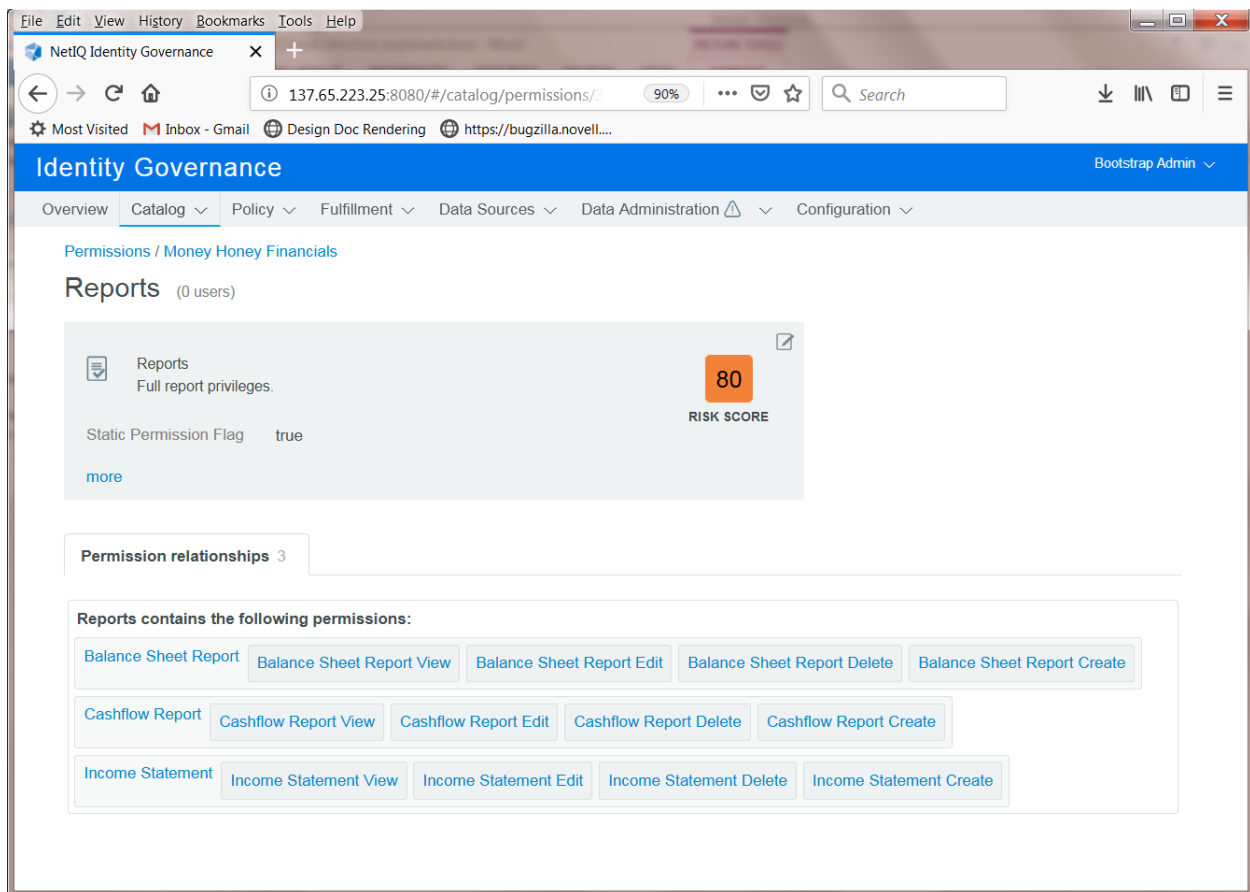 File Edit View History Bookmarks Tools Help
NetIQ Identity Governance
137.65.223.25:8080/#/catalog/permissions/3 90% Search
Most Visited Inbox - Gmail Design Doc Rendering https://bugzilla.novell....
Identity Governance Bootstrap Admin
Overview Catalog Policy Fulfillment Data Sources Data Administration Configuration
Permissions / Money Honey Financials
Reports (0 users)
Reports
Full report privileges.
80
RISK SCORE
Static Permission Flag true
more
Permission relationships 3
Reports contains the following permissions:
Balance Sheet Report Balance Sheet Report View Balance Sheet Report Edit Balance Sheet Report Delete Balance Sheet Report Create
Cashflow Report Cashflow Report View Cashflow Report Edit Cashflow Report Delete Cashflow Report Create
Income Statement Income Statement View Income Statement Edit Income Statement Delete Income Statement Create